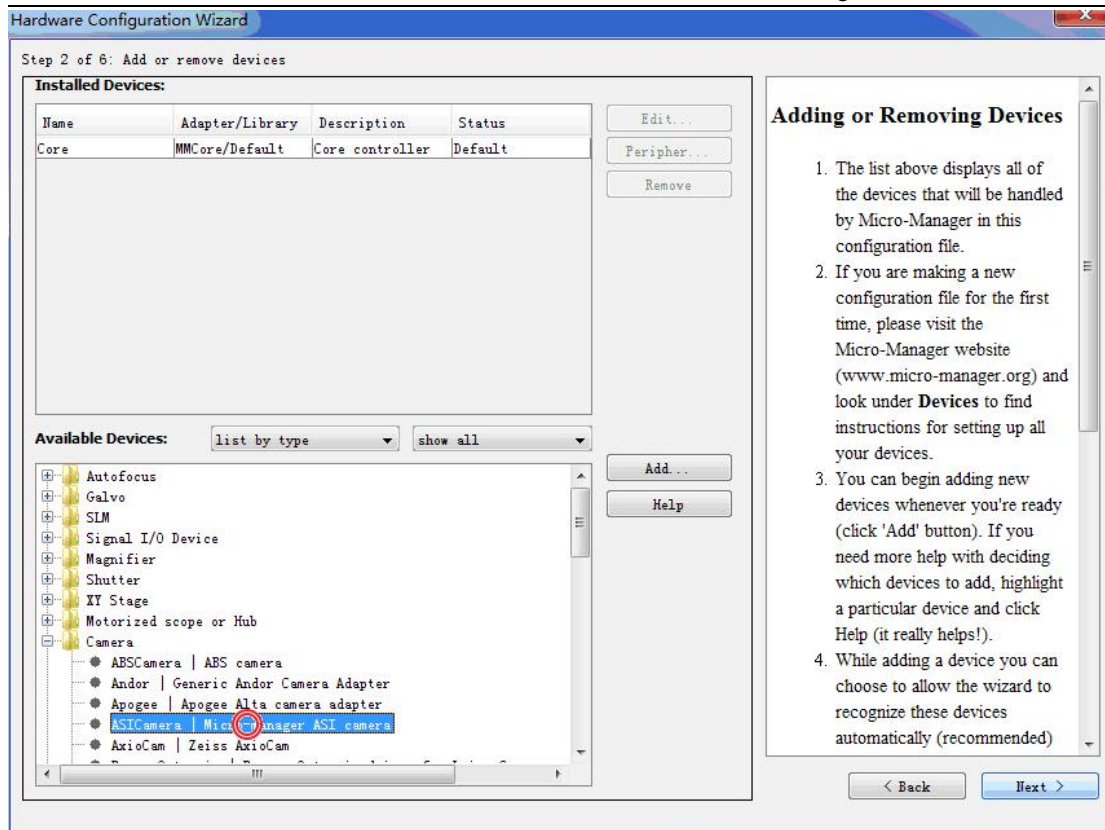 Hardware Configuration Wizard
Step 2 of 6: Add or remove devices
Installed Devices:
Name Adapter/Library Description Status
Core MMCore/Default Core controller Default
Edit...
Peripher...
Remove
Available Devices: list by type show all
Autofocus
Galvo
SLM
Signal I/O Device
Magnifier
Shutter
XY Stage
Motorized scope or Hub
Camera
ABSCamera | ABS camera
Andor | Generic Andor Camera Adapter
Apogee | Apogee Alta camera adapter
ASICamera | Micro-manager ASI camera
AxioCam | Zeiss AxioCam
Add...
Help
Adding or Removing Devices
1. The list above displays all of
the devices that will be handled
by Micro-Manager in this
configuration file.
2. If you are making a new
configuration file for the first
time, please visit the
Micro-Manager website
(www.micro-manager.org) and
look under Devices to find
instructions for setting up all
your devices.
3. You can begin adding new
devices whenever you're ready
(click 'Add' button). If you
need more help with deciding
which devices to add, highlight
a particular device and click
Help (it really helps!).
4. While adding a device you can
choose to allow the wizard to
recognize these devices
automatically (recommended)
< Back
Next >